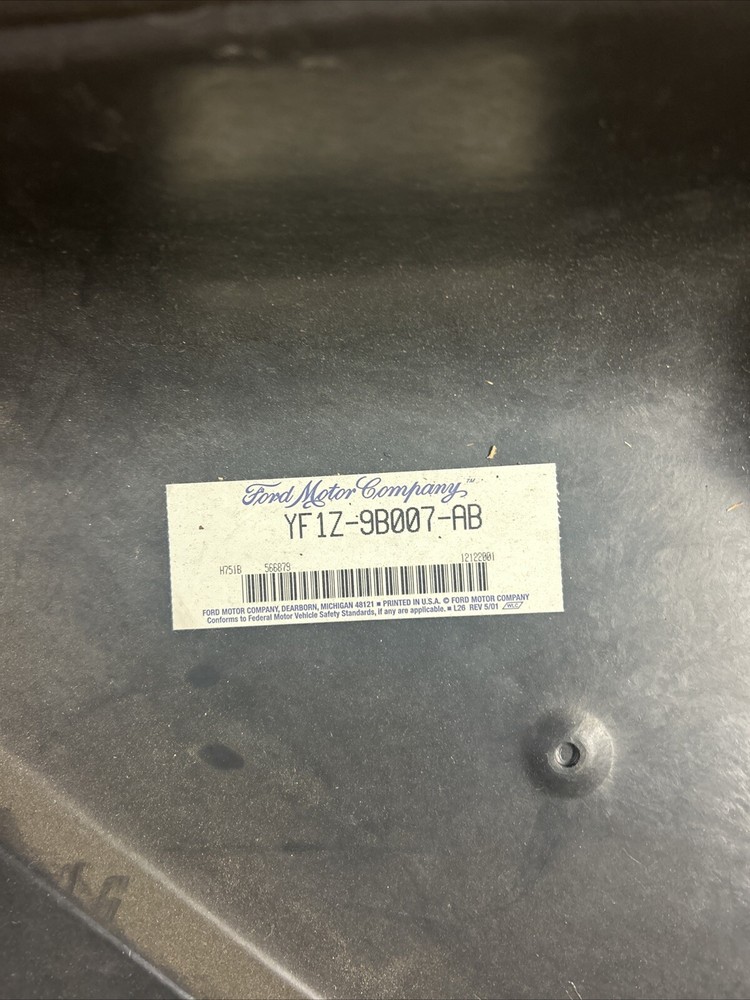 Ford Motor Company™
YF1Z-9B007-AB
H751B 566879 12122001
FORD MOTOR COMPANY, DEARBORN, MICHIGAN 48121 ■ PRINTED IN U.S.A. © FORD MOTOR COMPANY
Conforms to Federal Motor Vehicle Safety Standards, if any are applicable. ■ L26 REV 5/01